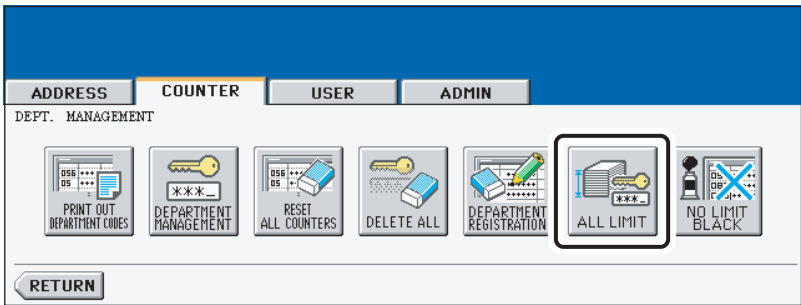 ADDRESS COUNTER USER ADMIN
DEPT. MANAGEMENT
PRINT OUT
DEPARTMENT CODES
DEPARTMENT
MANAGEMENT
RESET
ALL COUNTERS
DELETE ALL
DEPARTMENT
REGISTRATION
ALL LIMIT
NO LIMIT
BLACK
RETURN